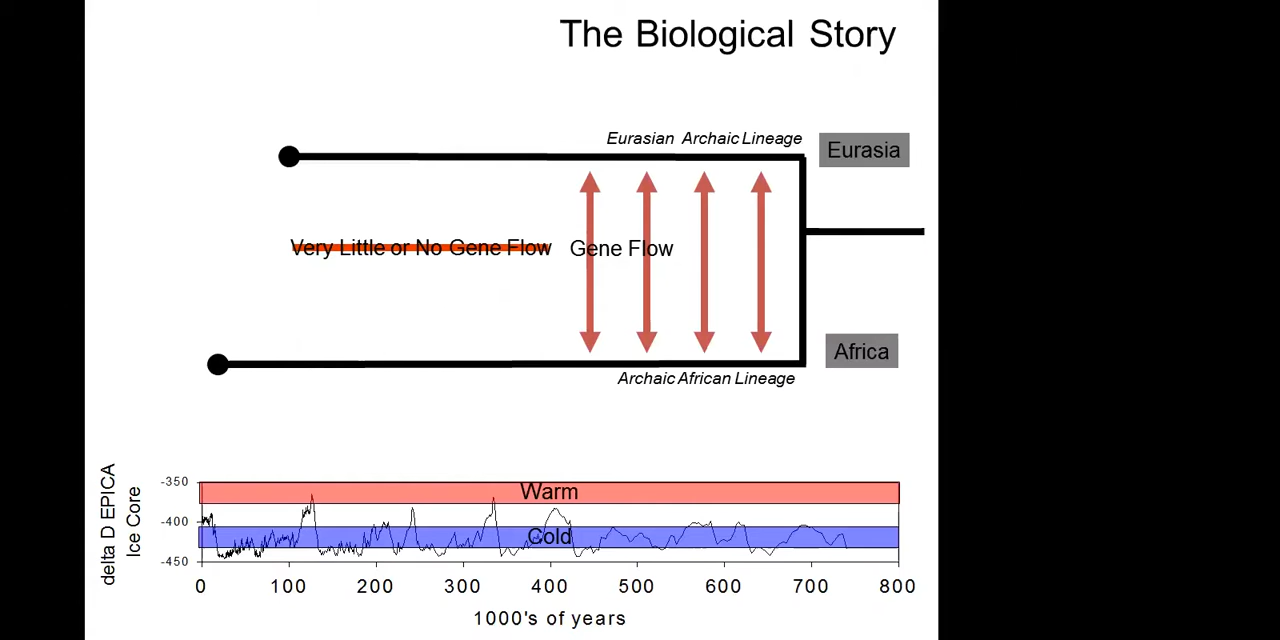 The Biological Story
Eurasian Archaic Lineage
Eurasia
Very Little or No Gene Flow
Gene Flow
Africa
Archaic African Lineage
delta D EPICA
Ice Core
-350
-400
-450
Warm
Cold
0 100 200 300 400 500 600 700 800
1000's of years